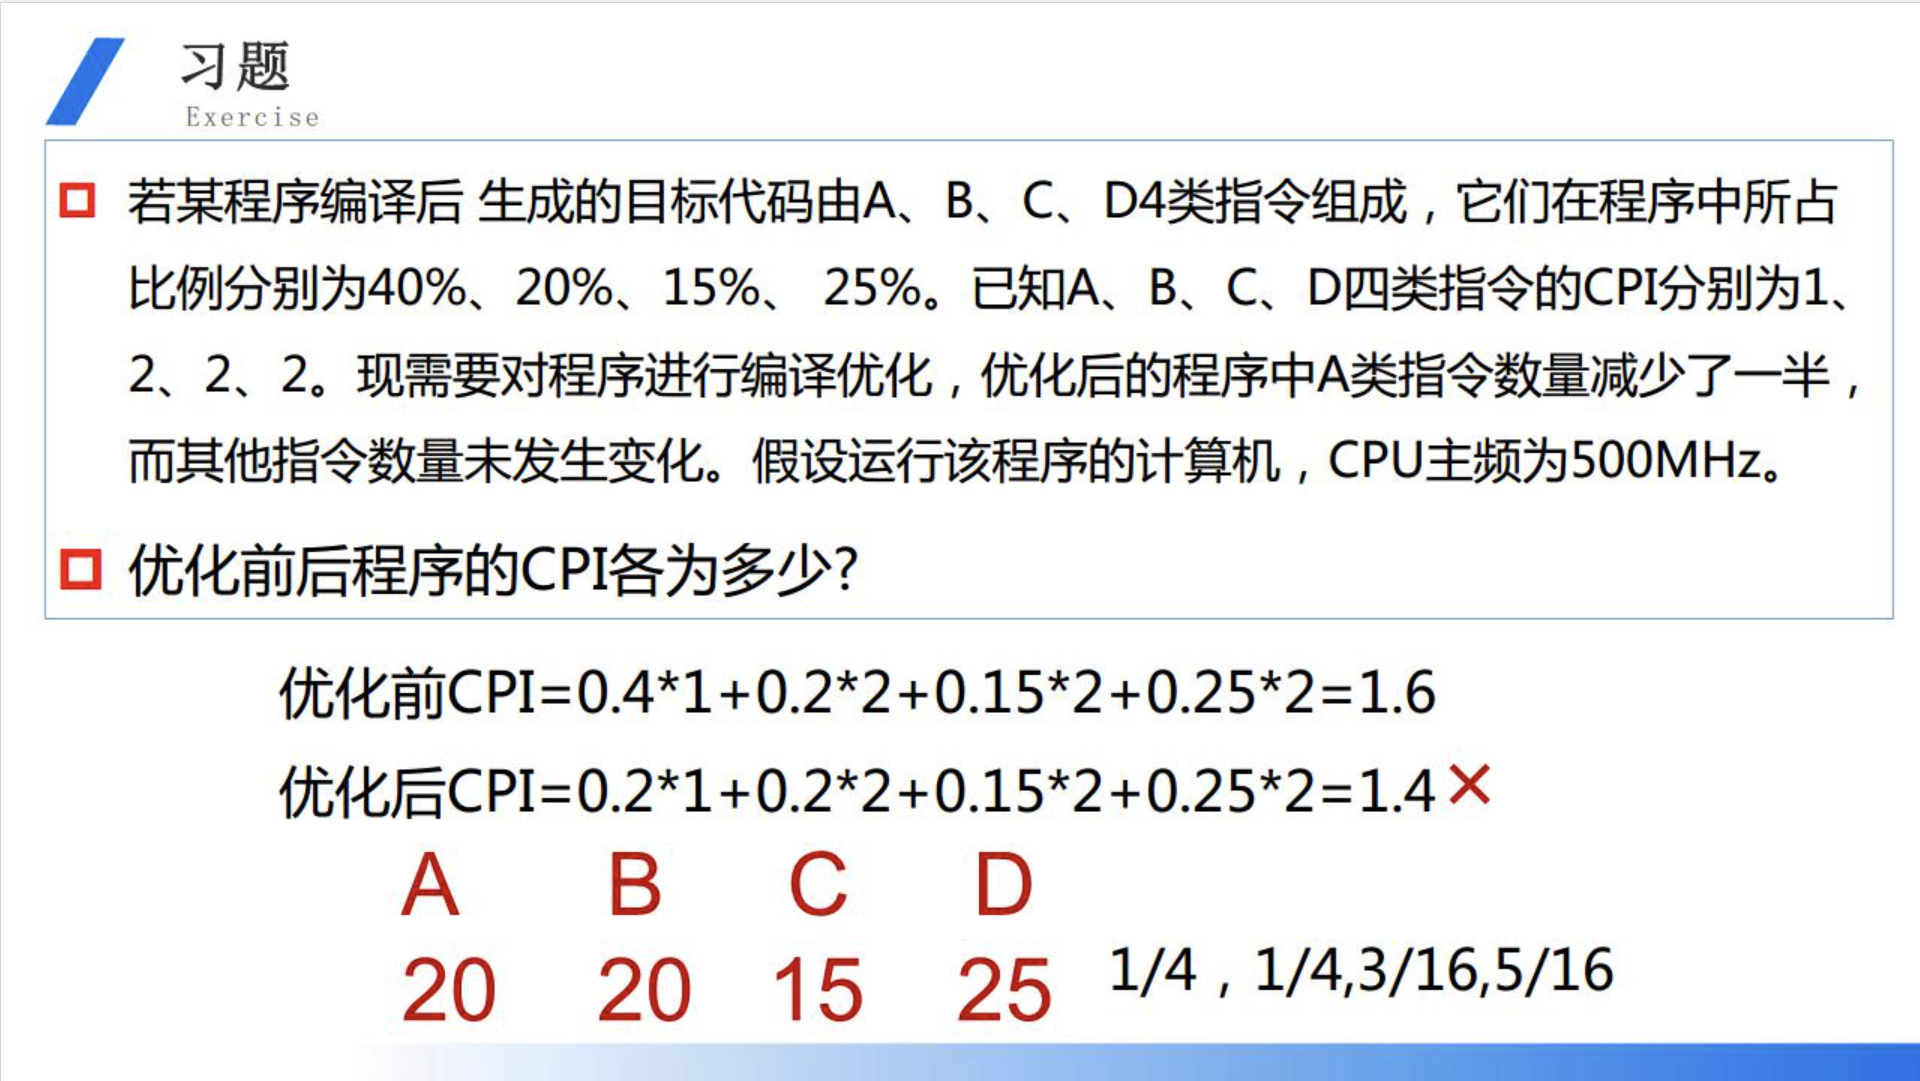 习题
Exercise
若某程序编译后 生成的目标代码由A、B、C、D4类指令组成，它们在程序中所占
比例分别为40%、20%、15%、 25%。已知A、B、C、D四类指令的CPI分别为1、
2、2、2。现需要对程序进行编译优化，优化后的程序中A类指令数量减少了一半，
而其他指令数量未发生变化。假设运行该程序的计算机，CPU主频为500MHz。
优化前后程序的CPI各为多少?
优化前CPI=0.4*1+0.2*2+0.15*2+0.25*2=1.6
优化后CPI=0.2*1+0.2*2+0.15*2+0.25*2=1.4×
A B C D
20 20 15 25 1/4，1/4,3/16,5/16